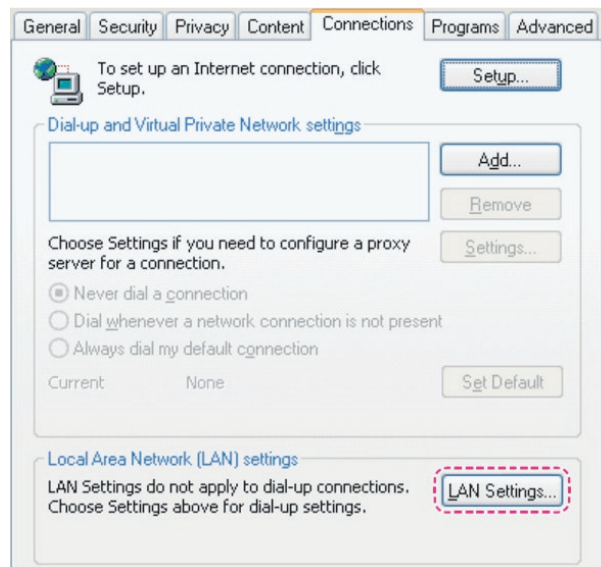 General Security Privacy Content Connections Programs Advanced
To set up an Internet connection, click
Setup.
Setup...
Dial-up and Virtual Private Network settings
Add...
Remove
Choose Settings if you need to configure a proxy
server for a connection.
Settings...
Never dial a connection
Dial whenever a network connection is not present
Always dial my default connection
Current None
Set Default
Local Area Network (LAN) settings
LAN Settings do not apply to dial-up connections.
Choose Settings above for dial-up settings.
LAN Settings...